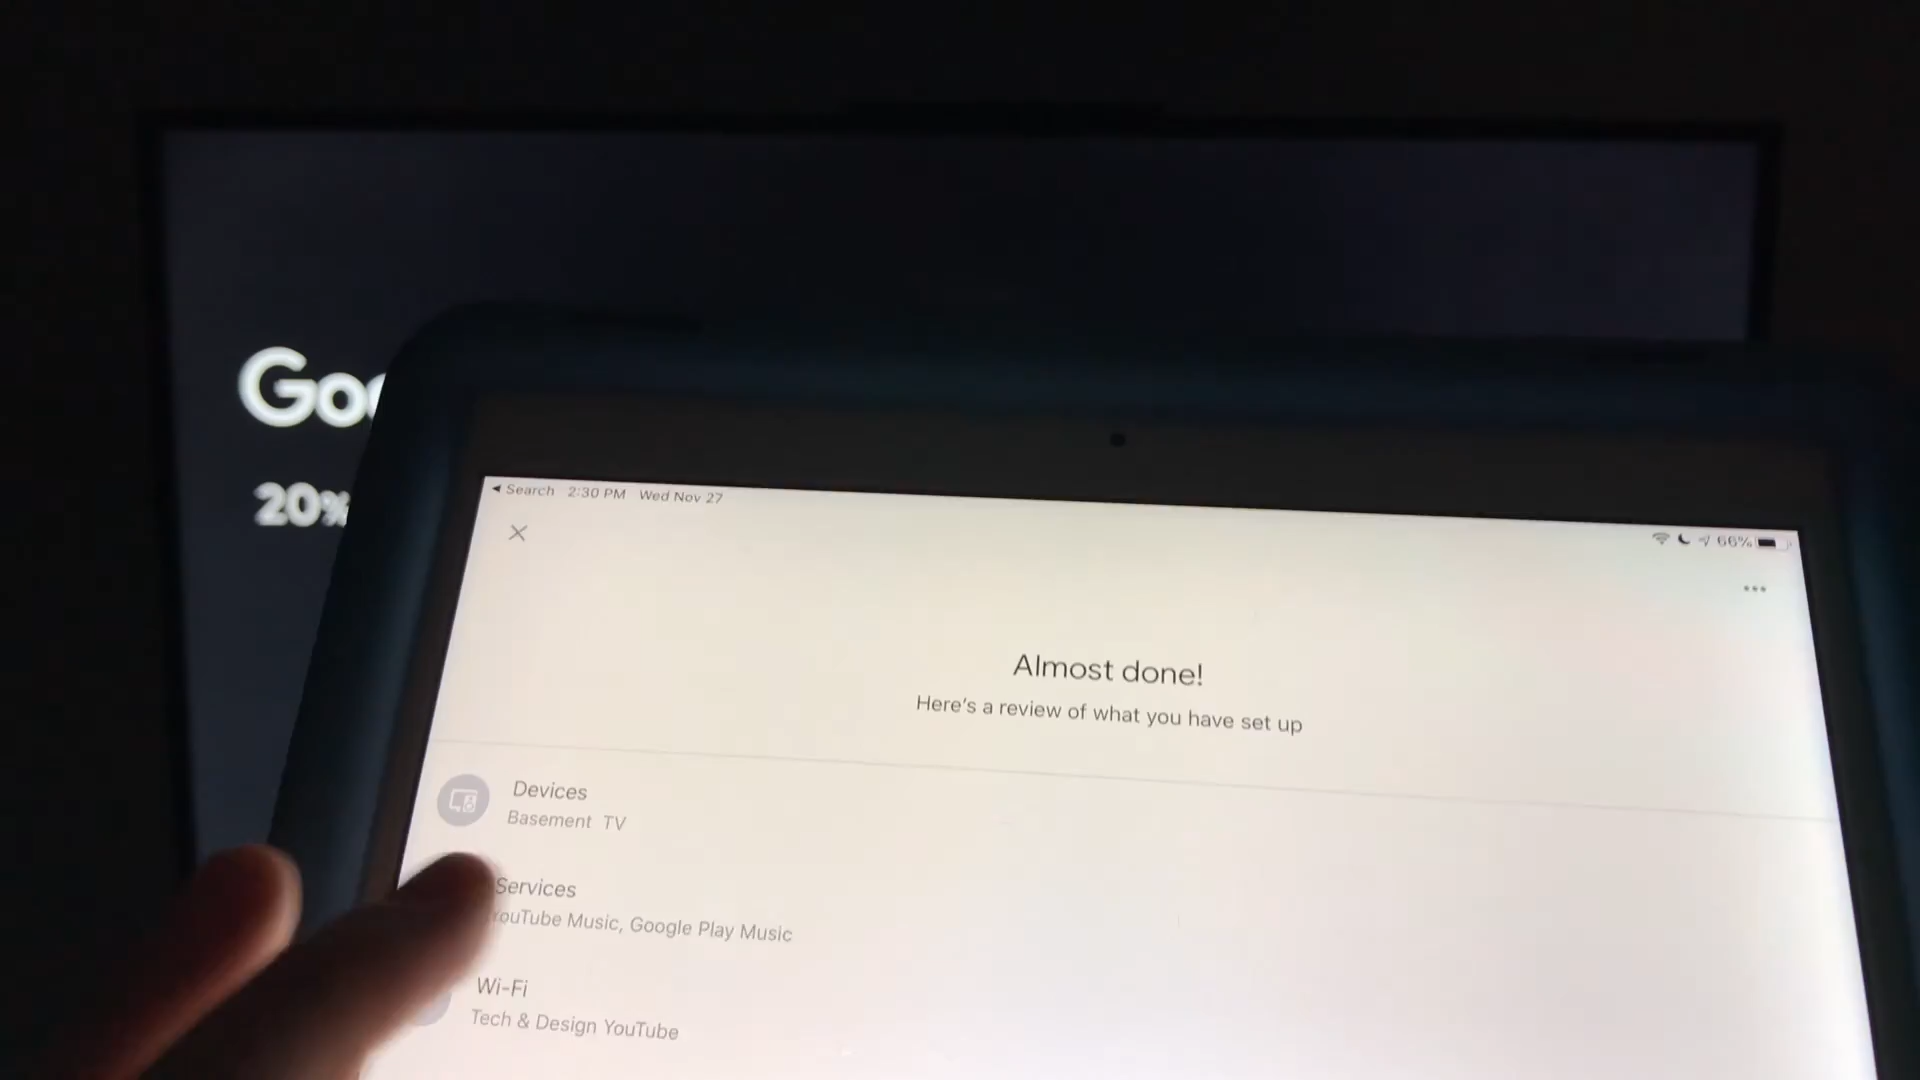 20%
◄ Search 2:30 PM Wed Nov 27
66%
Almost done!
Here's a review of what you have set up
Devices
Basement TV
Services
YouTube Music, Google Play Music
Wi-Fi
Tech & Design YouTube